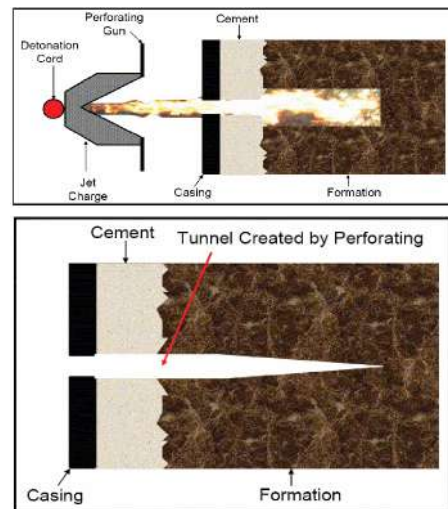 Perforating
Gun
Detonation
Cord
Cement
Jet
Charge
Casing
Formation
Cement
Tunnel Created by Perforating
Casing
Formation